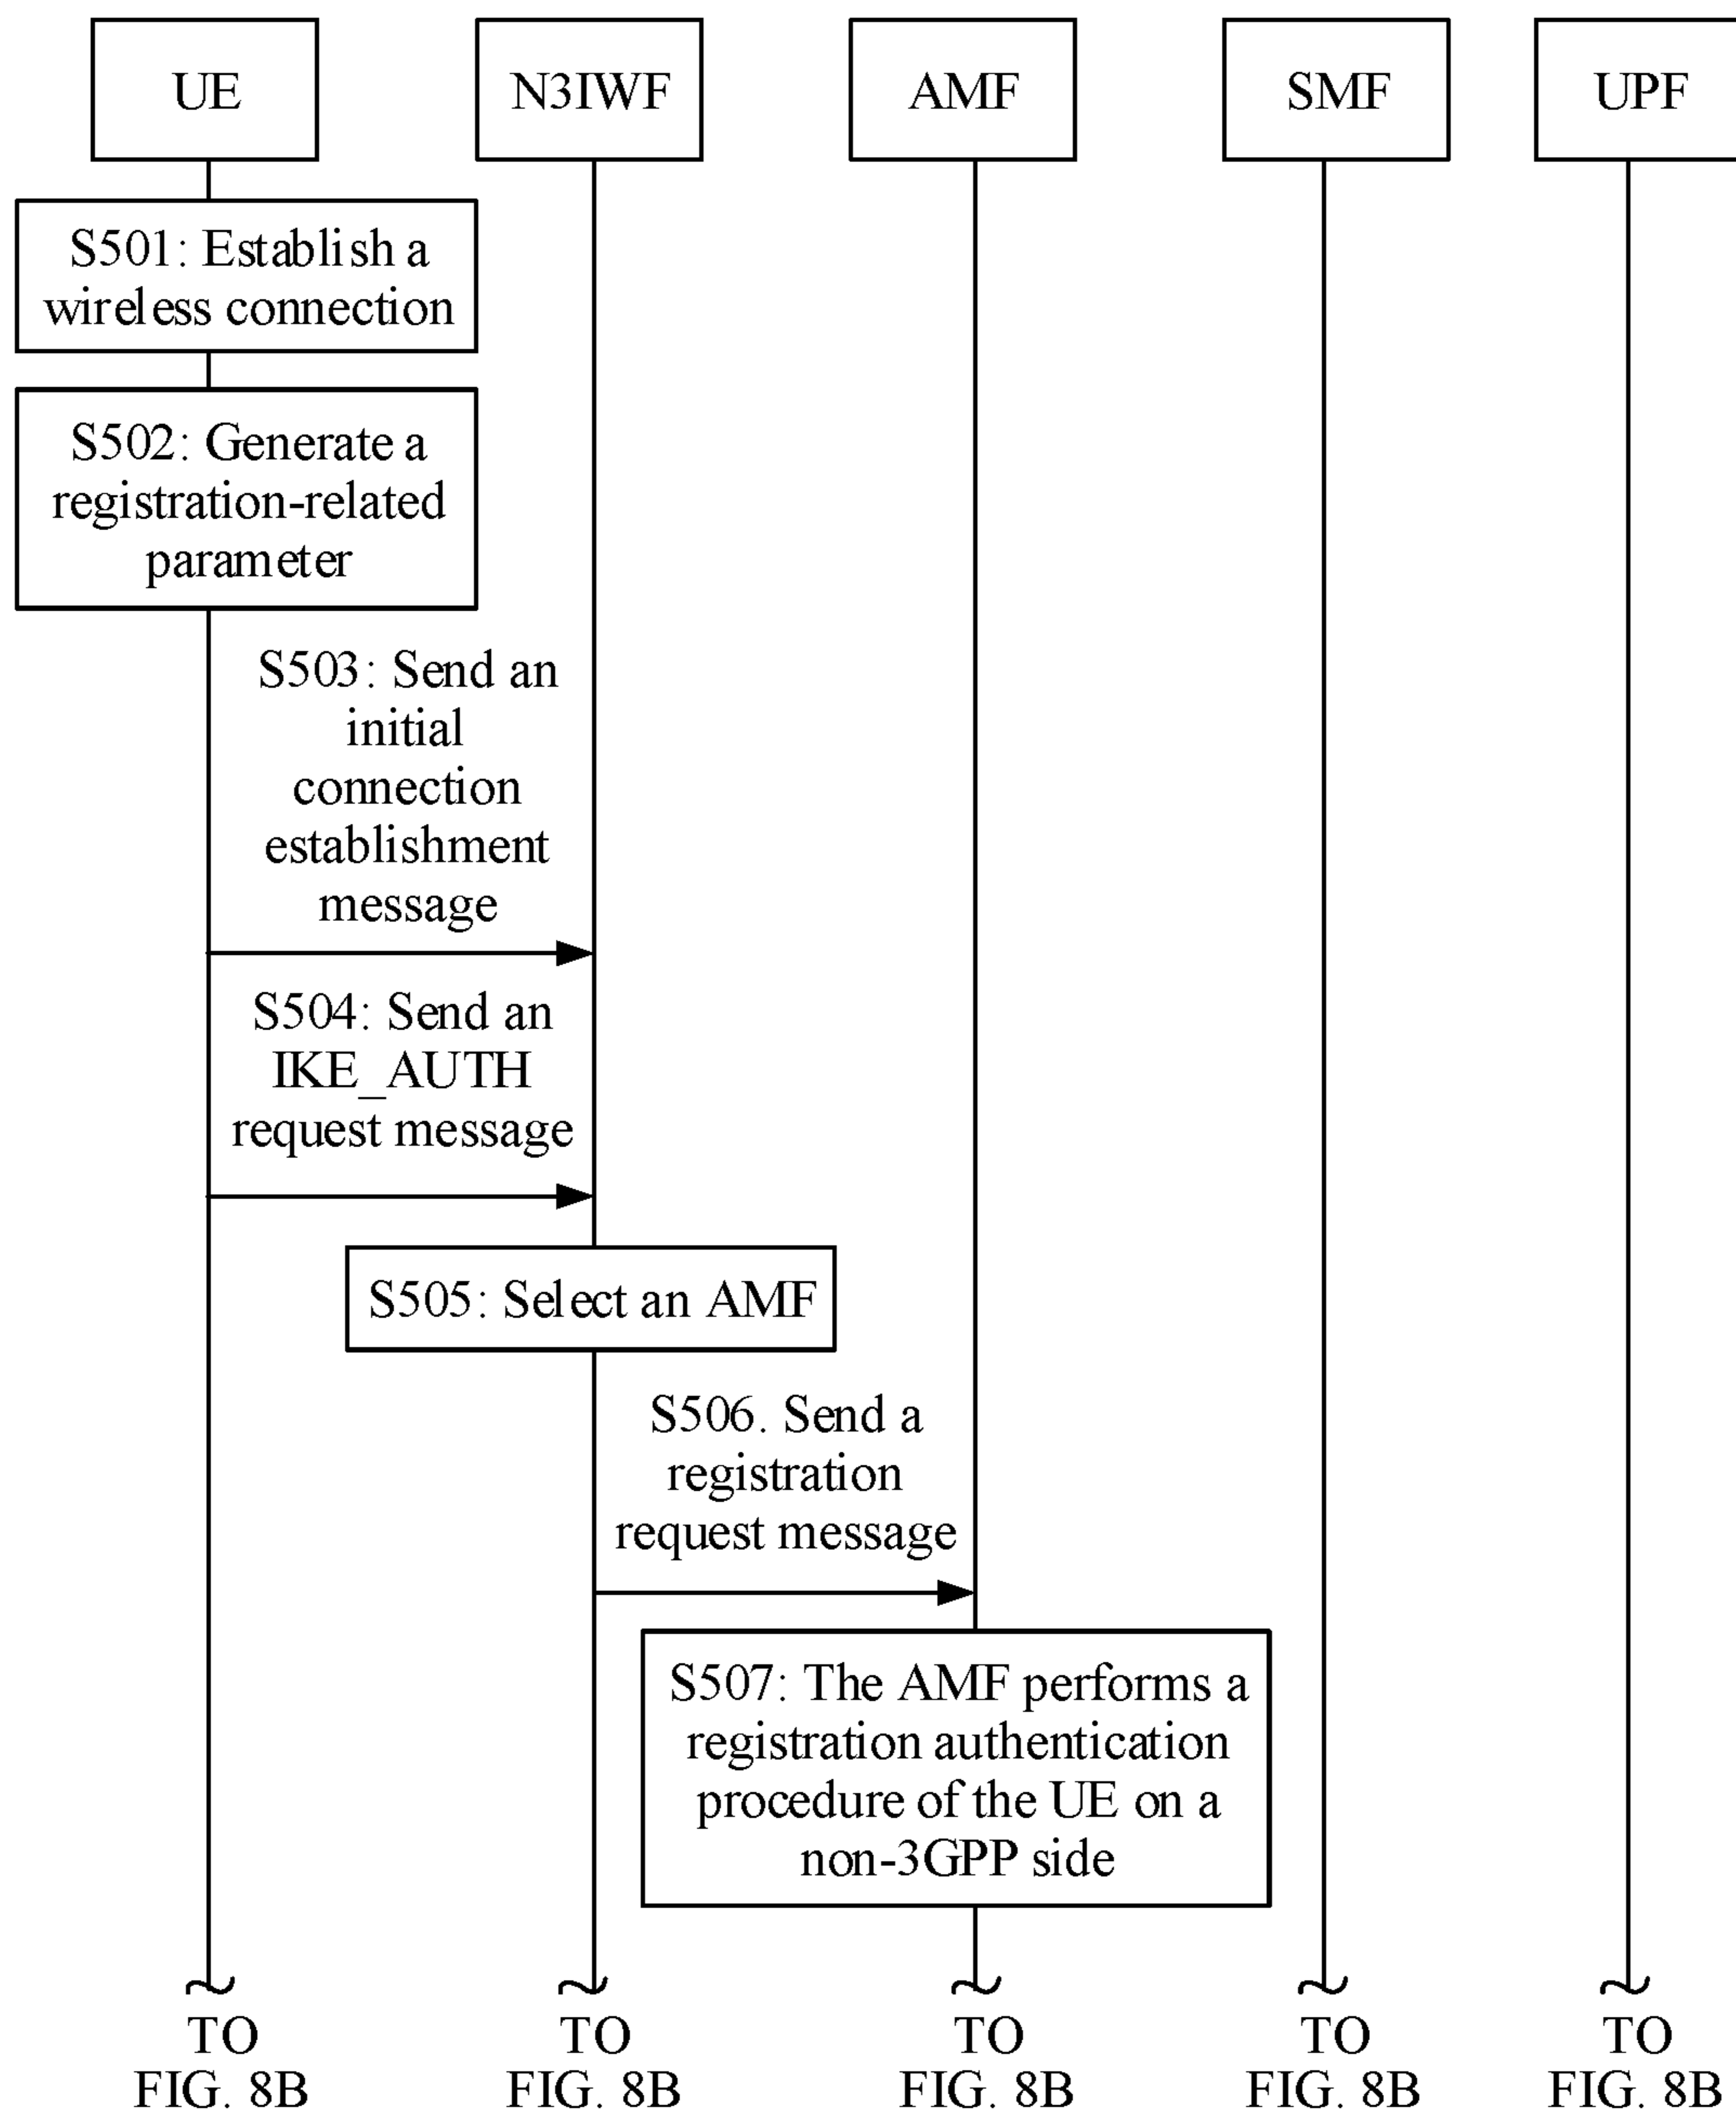 UE
N3IWF
AMF
SMF
UPF
S501: Establish a
wireless connection
S502: Generate a
registration-related
parameter
S503: Send an
initial
connection
establishment
message
S504: Send an
IKE_AUTH
request message
S505: Select an AMF
S506. Send a
registration
request message
S507: The AMF performs a
registration authentication
procedure of the UE on a
non-3GPP side
TO
FIG. 8B
TO
FIG. 8B
TO
FIG. 8B
TO
FIG. 8B
TO
FIG. 8B